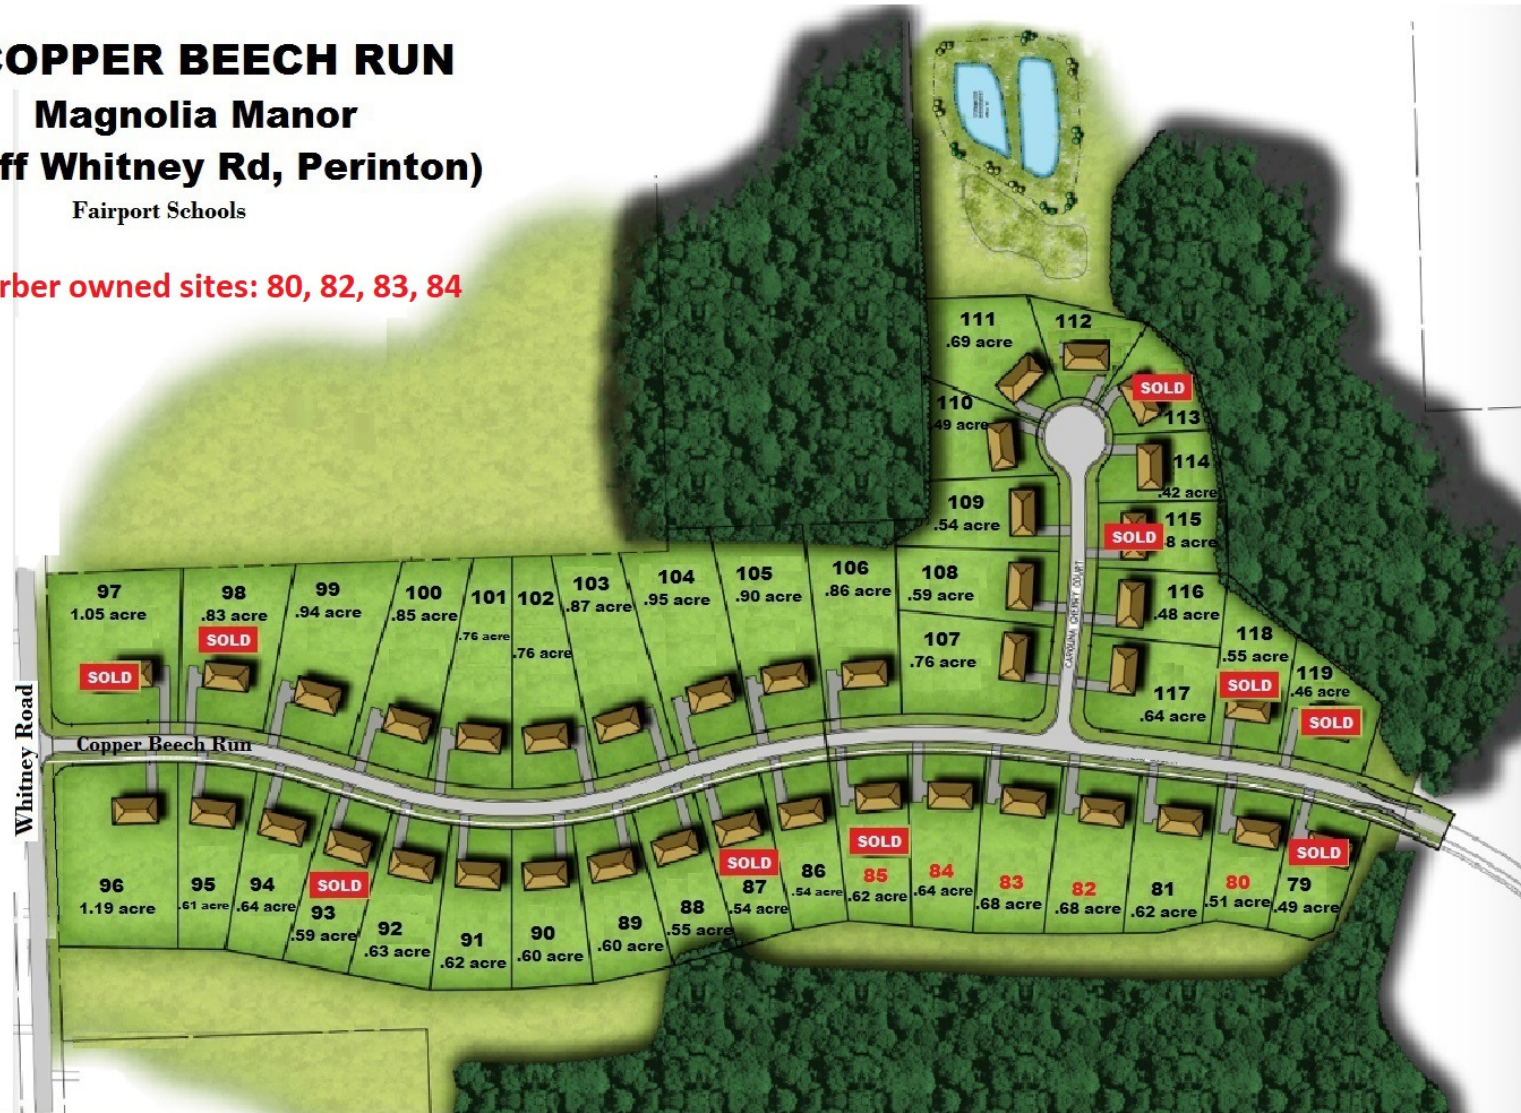 COPPER BEECH RUN
Magnolia Manor
ff Whitney Rd, Perinton)
Fairport Schools
rber owned sites: 80, 82, 83, 84
111
.69 acre
112
SOLD
113
110
49 acre
114
.42 acre
109
.54 acre
115
SOLD
8 acre
108
.59 acre
116
.48 acre
107
.76 acre
117
.64 acre
118
.55 acre
SOLD
119
.46 acre
SOLD
CAROLINA CHERRY COURT
97
1.05 acre
SOLD
98
.83 acre
SOLD
99
.94 acre
100
.85 acre
101
.76 acre
102
.76 acre
103
.87 acre
104
.95 acre
105
.90 acre
106
.86 acre
Whitney Road
Copper Beech Run
96
1.19 acre
95
.61 acre
94
.64 acre
SOLD
93
.59 acre
92
.63 acre
91
.62 acre
90
.60 acre
89
.60 acre
88
.55 acre
SOLD
87
.54 acre
86
.54 acre
SOLD
85
.62 acre
84
.64 acre
83
.68 acre
82
.68 acre
81
.62 acre
80
.51 acre
SOLD
79
.49 acre